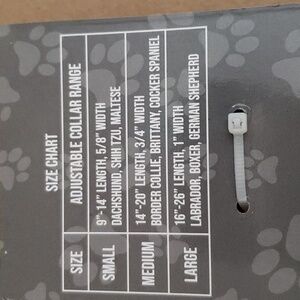 SIZE CHART
SIZE ADJUSTABLE COLLAR RANGE
SMALL 9"-14" LENGTH, 5/8" WIDTH
DACHSHUND, SHIH TZU, MALTESE
MEDIUM 14"-20" LENGTH, 3/4" WIDTH
BORDER COLLIE, BRITTANY, COCKER SPANIEL
LARGE 16"-26" LENGTH, 1" WIDTH
LABRADOR, BOXER, GERMAN SHEPHERD